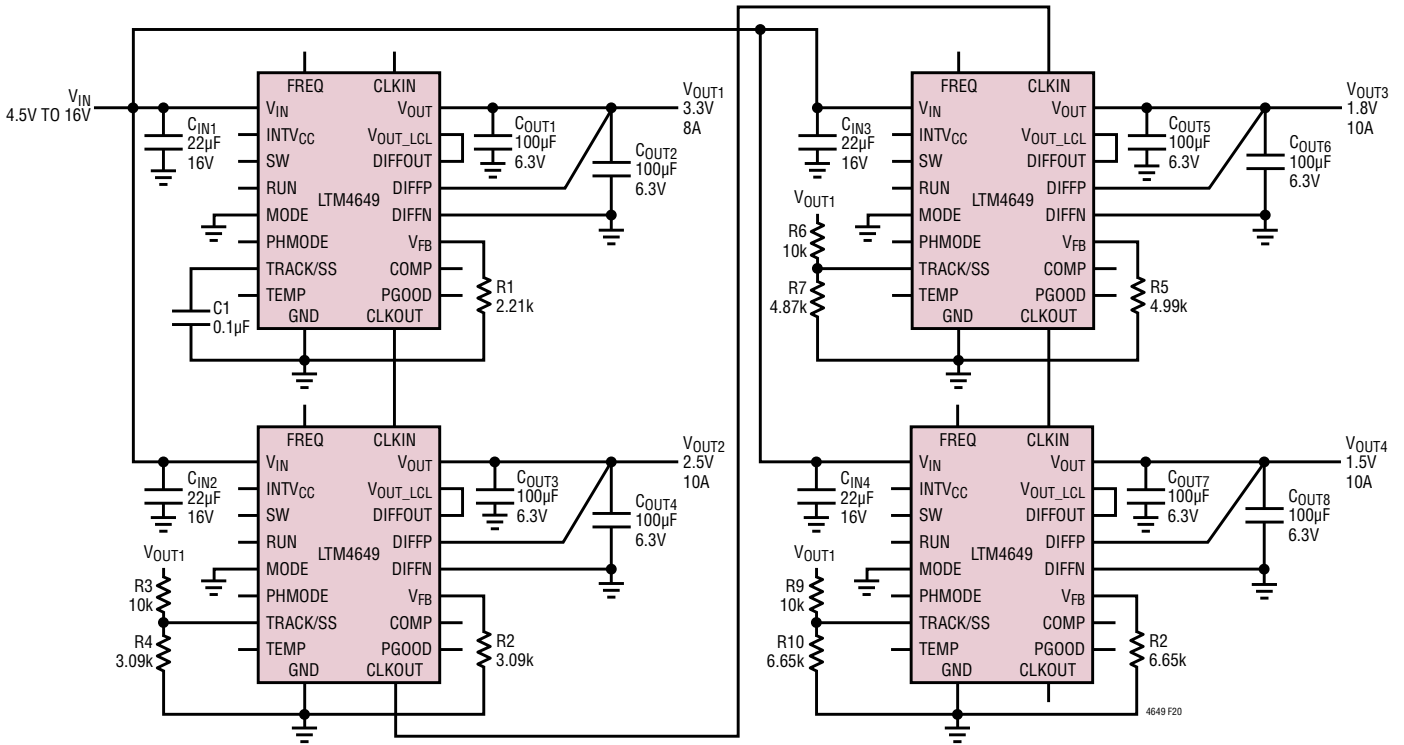 FREQ CLKIN
VIN
4.5V TO 16V
CIN1
22µF
16V
VIN
INTVCC
SW
RUN
MODE
PHMODE
TRACK/SS
TEMP
GND
LTM4649
VOUT
VOUT_LCL
DIFFOUT
DIFFP
DIFFN
VFB
COMP
PGOOD
CLKOUT
COUT1
100µF
6.3V
COUT2
100µF
6.3V
VOUT1
3.3V
8A
C1
0.1µF
R1
2.21k
FREQ CLKIN
CIN3
22µF
16V
VOUT1
R6
10k
R7
4.87k
VIN
INTVCC
SW
RUN
MODE
PHMODE
TRACK/SS
TEMP
GND
LTM4649
VOUT
VOUT_LCL
DIFFOUT
DIFFP
DIFFN
VFB
COMP
PGOOD
CLKOUT
COUT5
100µF
6.3V
COUT6
100µF
6.3V
VOUT3
1.8V
10A
R5
4.99k
FREQ CLKIN
CIN2
22µF
16V
VOUT1
R3
10k
R4
3.09k
VIN
INTVCC
SW
RUN
MODE
PHMODE
TRACK/SS
TEMP
GND
LTM4649
VOUT
VOUT_LCL
DIFFOUT
DIFFP
DIFFN
VFB
COMP
PGOOD
CLKOUT
COUT3
100µF
6.3V
COUT4
100µF
6.3V
VOUT2
2.5V
10A
R2
3.09k
FREQ CLKIN
CIN4
22µF
16V
VOUT1
R9
10k
R10
6.65k
VIN
INTVCC
SW
RUN
MODE
PHMODE
TRACK/SS
TEMP
GND
LTM4649
VOUT
VOUT_LCL
DIFFOUT
DIFFP
DIFFN
VFB
COMP
PGOOD
CLKOUT
COUT7
100µF
6.3V
COUT8
100µF
6.3V
VOUT4
1.5V
10A
R2
6.65k
4649 F20